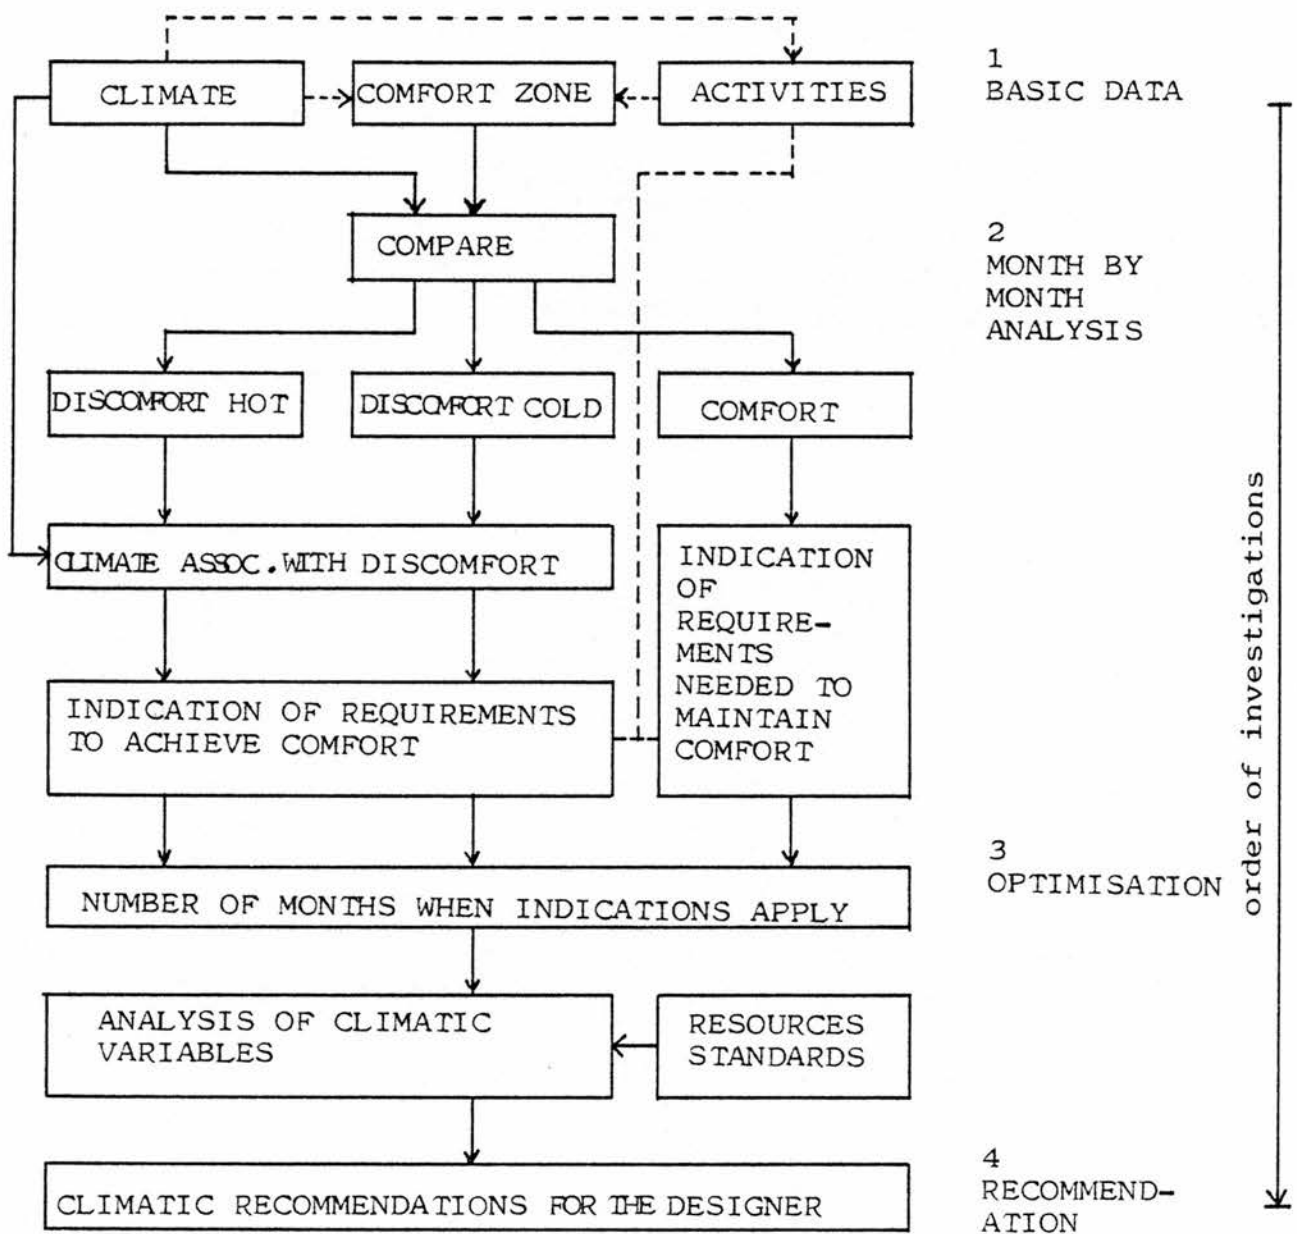 CLIMATE
COMFORT ZONE
ACTIVITIES
1
BASIC DATA
COMPARE
2
MONTH BY
MONTH
ANALYSIS
DISCOMFORT HOT
DISCOMFORT COLD
COMFORT
CLIMATE ASSOC. WITH DISCOMFORT
INDICATION
OF
REQUIRE-
MENTS
NEEDED TO
MAINTAIN
COMFORT
INDICATION OF REQUIREMENTS
TO ACHIEVE COMFORT
order of investigations
3
OPTIMISATION
NUMBER OF MONTHS WHEN INDICATIONS APPLY
ANALYSIS OF CLIMATIC
VARIABLES
RESOURCES
STANDARDS
4
RECOMMEND-
ATION
CLIMATIC RECOMMENDATIONS FOR THE DESIGNER